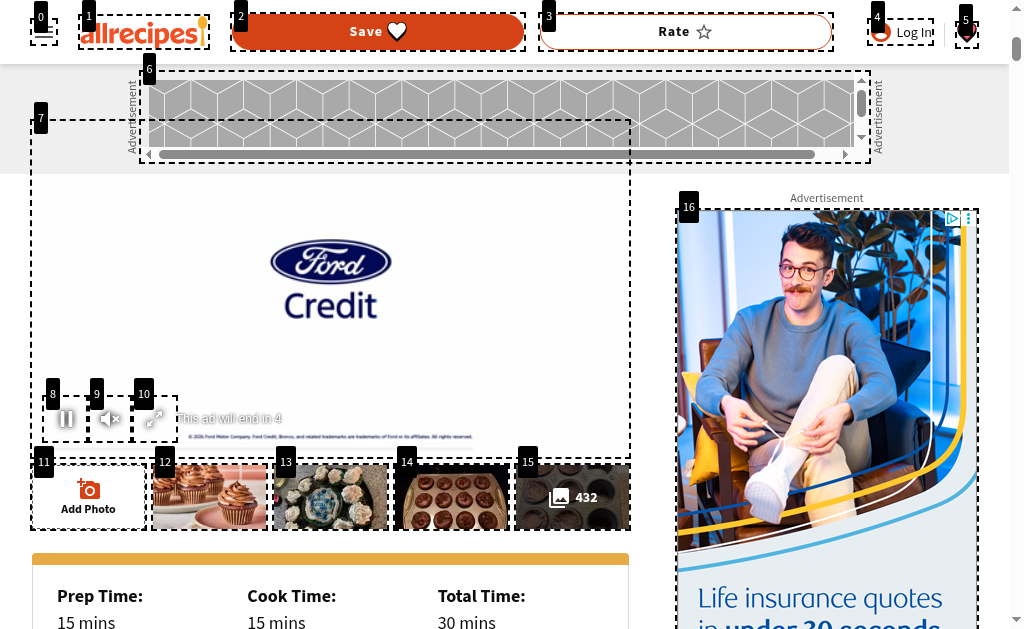 0
1
allrecipes
2
Save
3
Rate
4
Log In
5
6
Advertisement
Advertisement
7
Ford
Credit
8
9
10
This ad will end in 4
© 2024 Ford Motor Company. Ford Credit, Bronco, and related trademarks are trademarks of Ford or its affiliates. All rights reserved.
11
Add Photo
12
13
14
15
432
16
Advertisement
Prep Time:
15 mins
Cook Time:
15 mins
Total Time:
30 mins
Life insurance quotes
in under 30 seconds